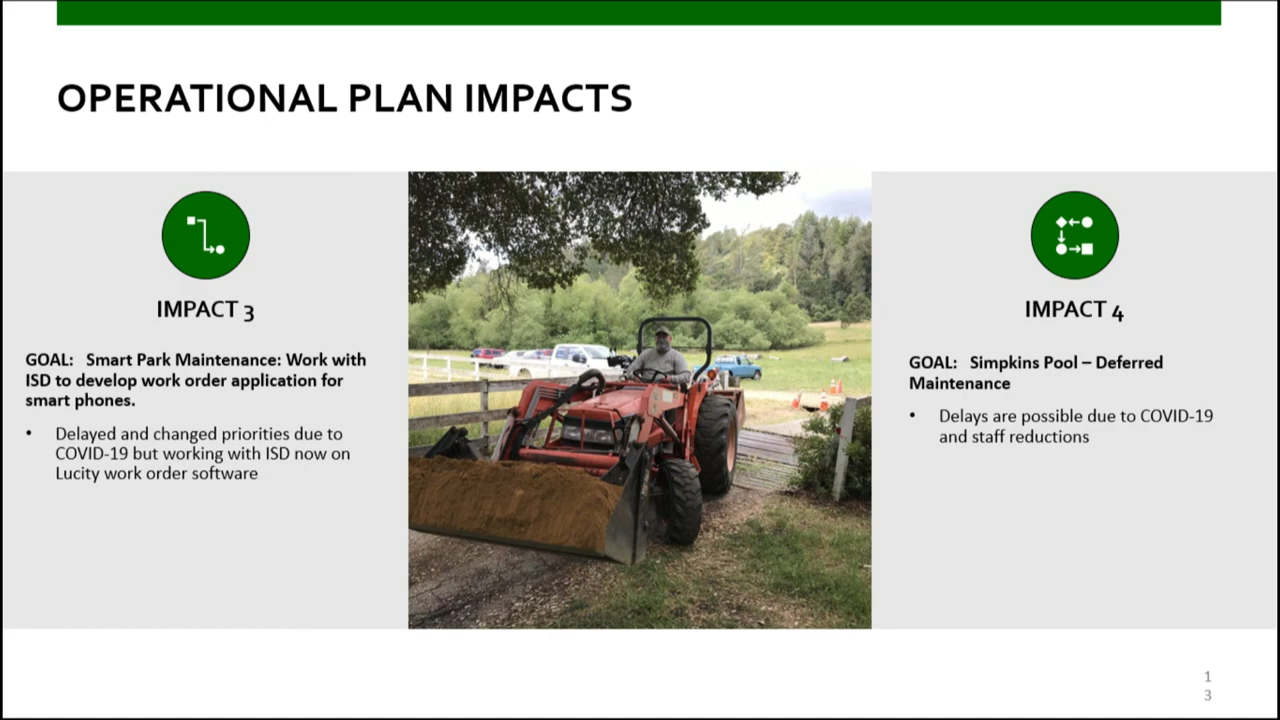 OPERATIONAL PLAN IMPACTS
IMPACT 3
GOAL: Smart Park Maintenance: Work with
ISD to develop work order application for
smart phones.
• Delayed and changed priorities due to
COVID-19 but working with ISD now on
Lucity work order software
IMPACT 4
GOAL: Simpkins Pool – Deferred
Maintenance
• Delays are possible due to COVID-19
and staff reductions
1
3